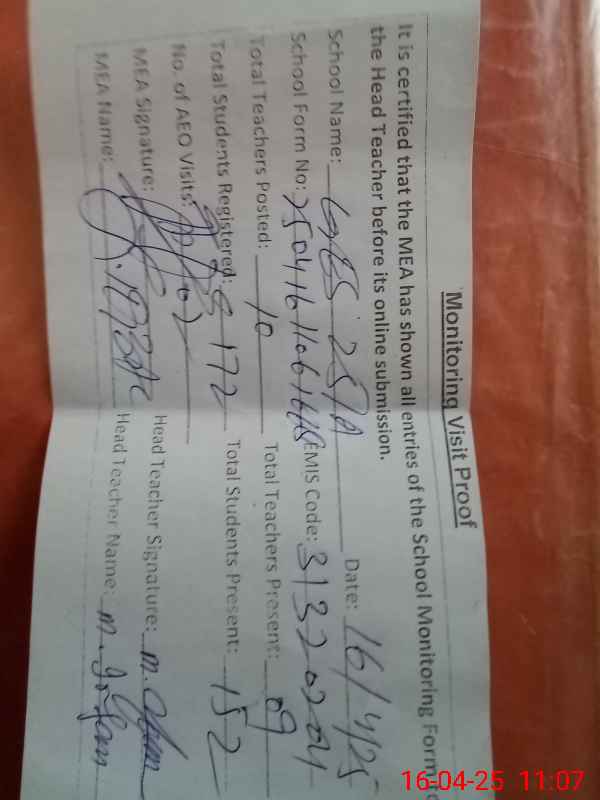 Monitoring Visit Proof
It is certified that the MEA has shown all entries of the School Monitoring Form to
the Head Teacher before its online submission.
School Name: Date: 16/4/25
School Form No: EMIS Code: 31320204
Total Teachers Posted: 10 Total Teachers Present: 09
Total Students Registered: 172 Total Students Present: 152
No. of AEO Visits: 02
MEA Signature: Head Teacher Signature:
MEA Name: Head Teacher Name:
16-04-25 11:07